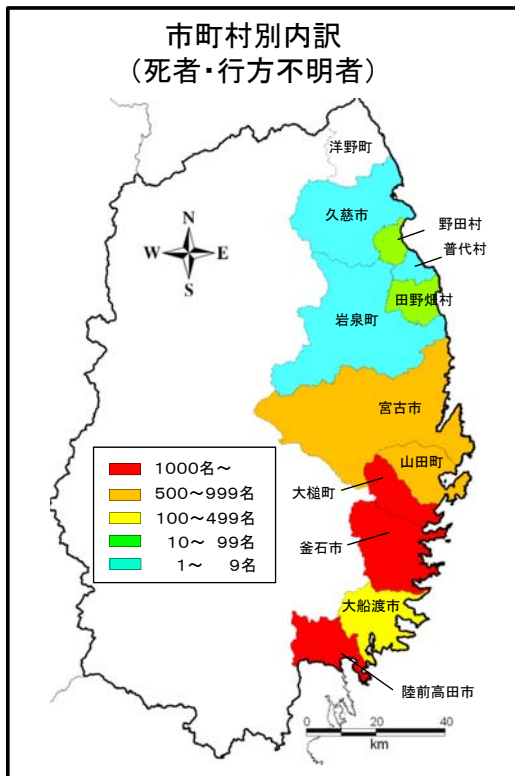 市町村別内訳
（死者・行方不明者）
洋野町
久慈市
野田村
普代村
N
W E
S
田野畑村
岩泉町
宮古市
山田町
1000名～
500～999名
100～499名
10～ 99名
1～ 9名
大槌町
釜石市
大船渡市
陸前高田市
0 20 40
km